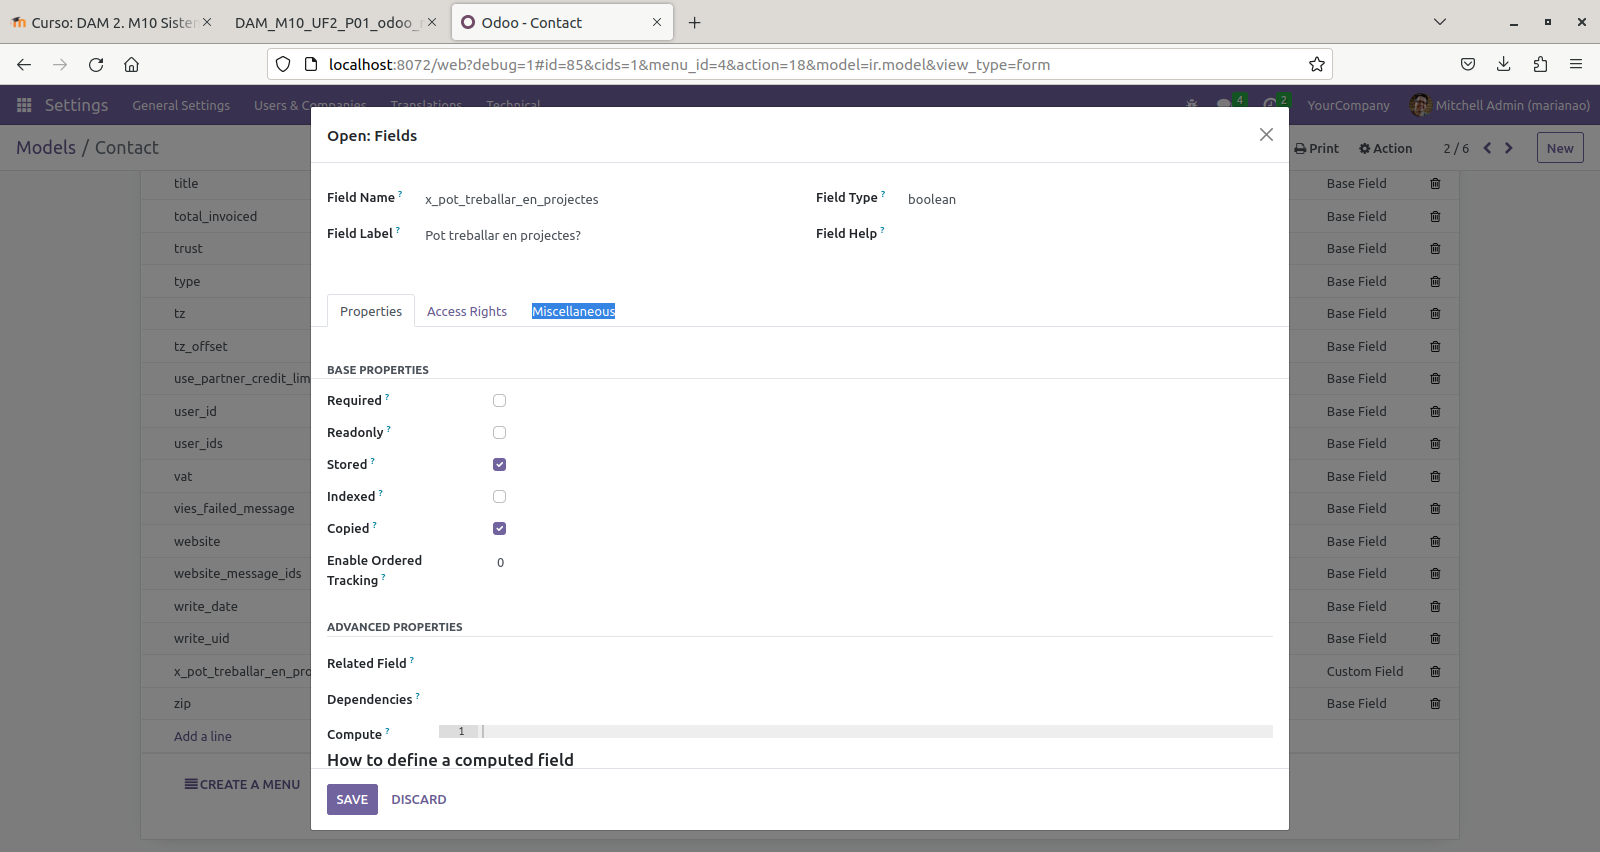 Curso: DAM 2. M10 Sister
DAM_M10_UF2_P01_odoo_
Odoo - Contact
localhost:8072/web?debug=1#id=85&cids=1&menu_id=4&action=18&model=ir.model&view_type=form
Settings General Settings Users & Companies Translations Technical 4 2 YourCompany Mitchell Admin (marianao)
Models / Contact Print Action 2 / 6 New
Open: Fields
Field Name ? x_pot_treballar_en_projectes Field Type ? boolean
Field Label ? Pot treballar en projectes? Field Help ?
Properties Access Rights Miscellaneous
BASE PROPERTIES
Required ?
Readonly ?
Stored ?
Indexed ?
Copied ?
Enable Ordered
Tracking ? 0
ADVANCED PROPERTIES
Related Field ?
Dependencies ?
Compute ? 1
How to define a computed field
SAVE DISCARD
title Base Field
total_invoiced Base Field
trust Base Field
type Base Field
tz Base Field
tz_offset Base Field
use_partner_credit_lim Base Field
user_id Base Field
user_ids Base Field
vat Base Field
vies_failed_message Base Field
website Base Field
website_message_ids Base Field
write_date Base Field
write_uid Base Field
x_pot_treballar_en_pro Custom Field
zip Base Field
Add a line
CREATE A MENU